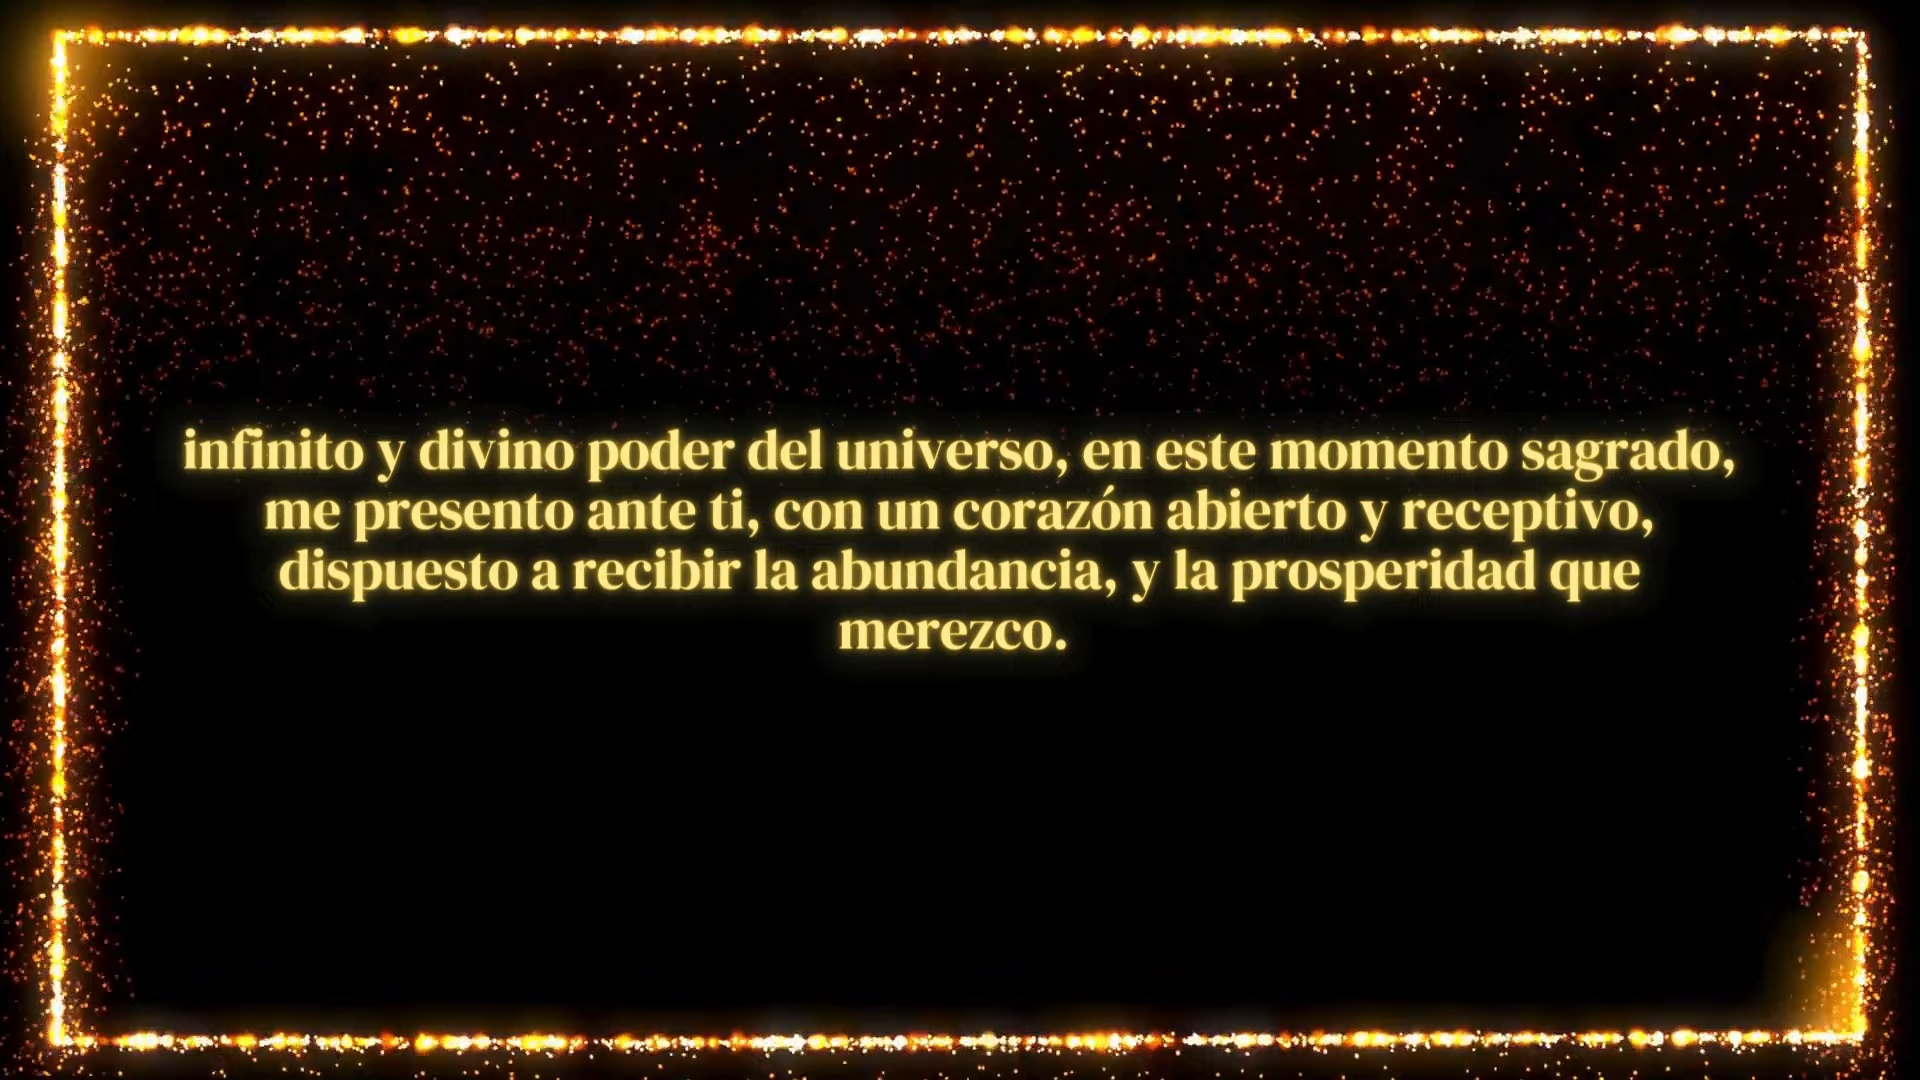 infinito y divino poder del universo, en este momento sagrado,
me presento ante ti, con un corazón abierto y receptivo,
dispuesto a recibir la abundancia, y la prosperidad que
merezco.